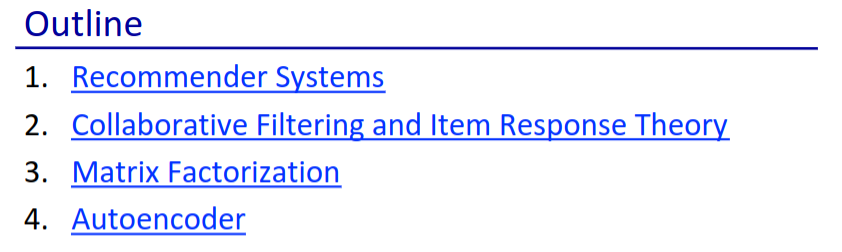 Outline
1. Recommender Systems
2. Collaborative Filtering and Item Response Theory
3. Matrix Factorization
4. Autoencoder